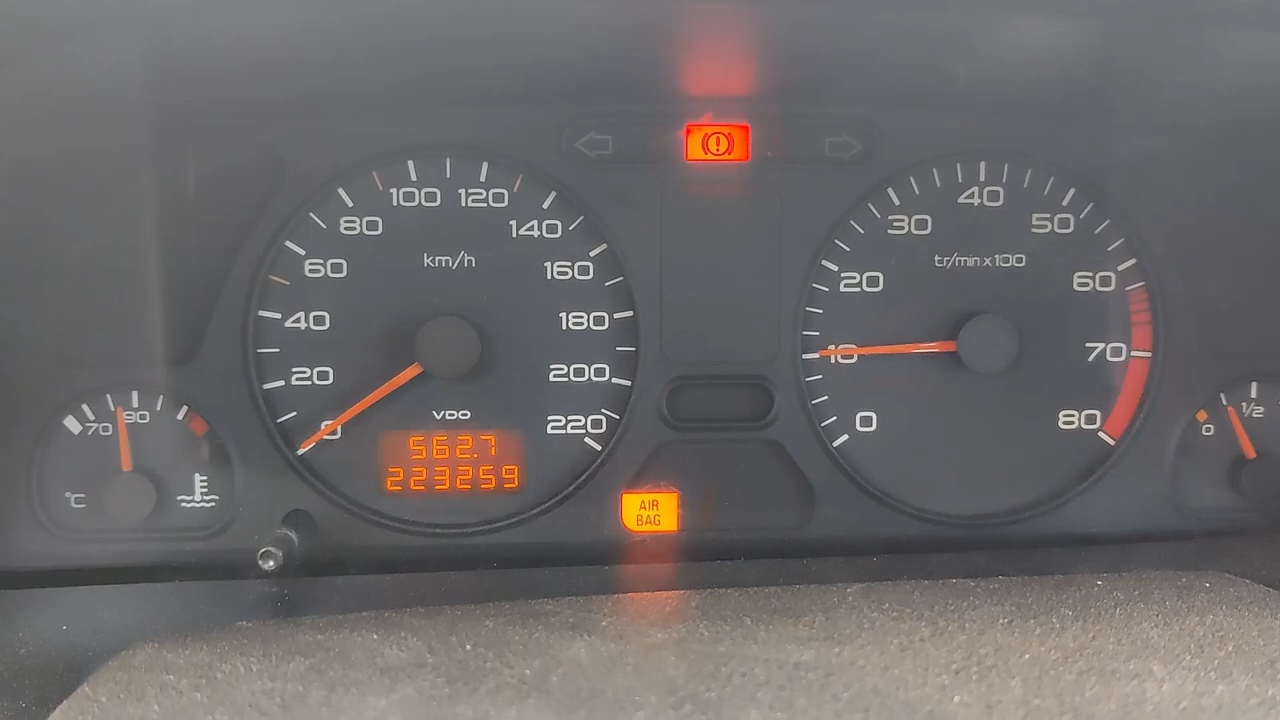 100 120
80 140
km/h
60 160
40 180
20 200
0 220
VDO
562.7
223259
70 90
°C
AIR
BAG
40
30 50
tr/min x 100
20 60
10 70
0 80
0 1/2